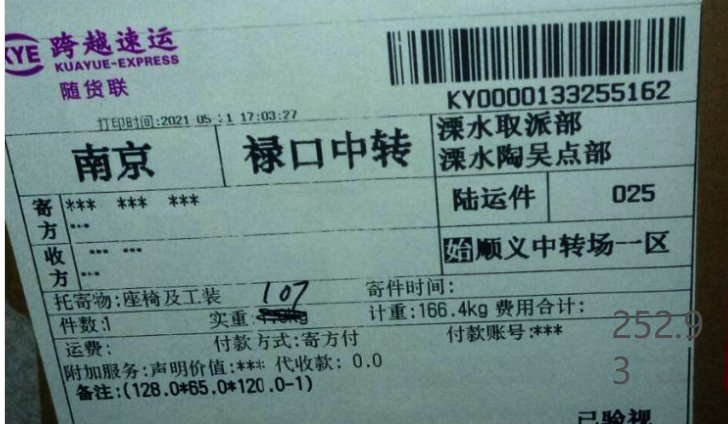 KYE 跨越速运
KUAYUE-EXPRESS
随货联
KY0000133255162
打印时间:2021 05 21 17:03:27
南京
禄口中转
溧水取派部
溧水陶吴点部
寄方
*** *** ***
***
陆运件
025
收方
*** ***
***
始顺义中转场一区
托寄物:座椅及工装
107
寄件时间:
件数:1
实重:
计重:166.4kg 费用合计:
252.93
运费:
付款方式:寄方付
付款账号:***
附加服务:声明价值:*** 代收款: 0.0
备注:(128.0*65.0*120.0-1)
已验视